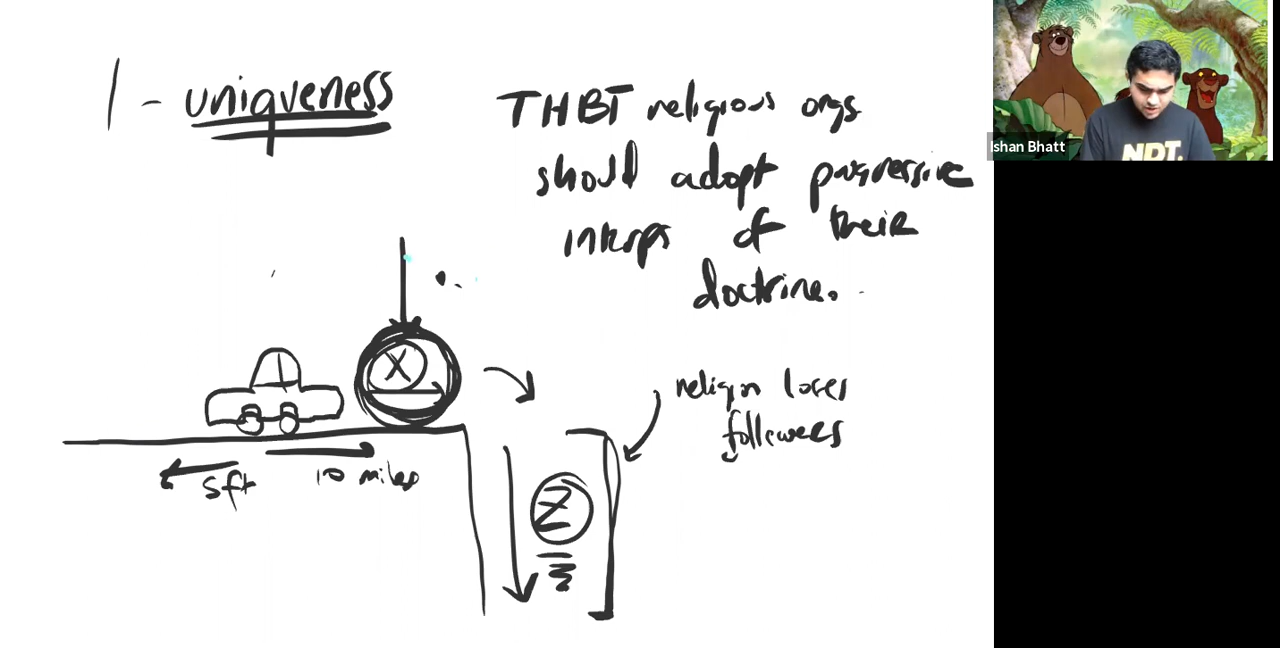 1 - uniqueness
THBT religious orgs
should adopt progressive
interps of their
doctrine.
X
religion loses
followers
5ft
10 miles
Z
Ishan Bhatt
NDT.